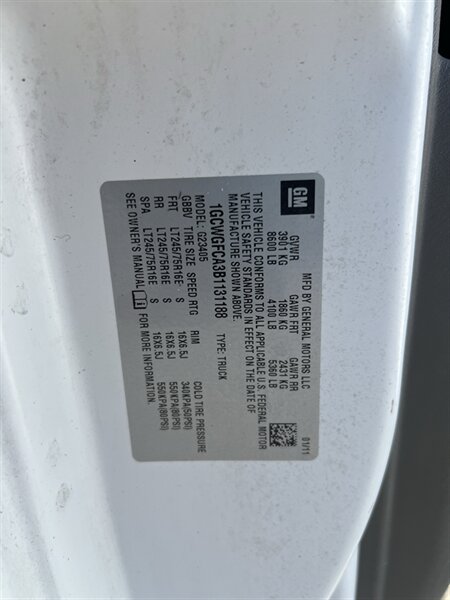 GM
MFD BY GENERAL MOTORS LLC
01/11
GVWR GAWR FRT GAWR RR
3901 KG 1860 KG 2431 KG
8600 LB 4100 LB 5360 LB
THIS VEHICLE CONFORMS TO ALL APPLICABLE U.S. FEDERAL MOTOR
VEHICLE SAFETY STANDARDS IN EFFECT ON THE DATE OF
MANUFACTURE SHOWN ABOVE.
1GCWGFCA3B1131188 TYPE: TRUCK
MODEL: G23405
GBBV TIRE SIZE SPEED RTG RIM COLD TIRE PRESSURE
FRT LT245/75R16E S 16X6.5J 340KPA(50PSI)
RR LT245/75R16E S 16X6.5J 550KPA(80PSI)
SPA LT245/75R16E S 16X6.5J 550KPA(80PSI)
SEE OWNER'S MANUAL i FOR MORE INFORMATION.